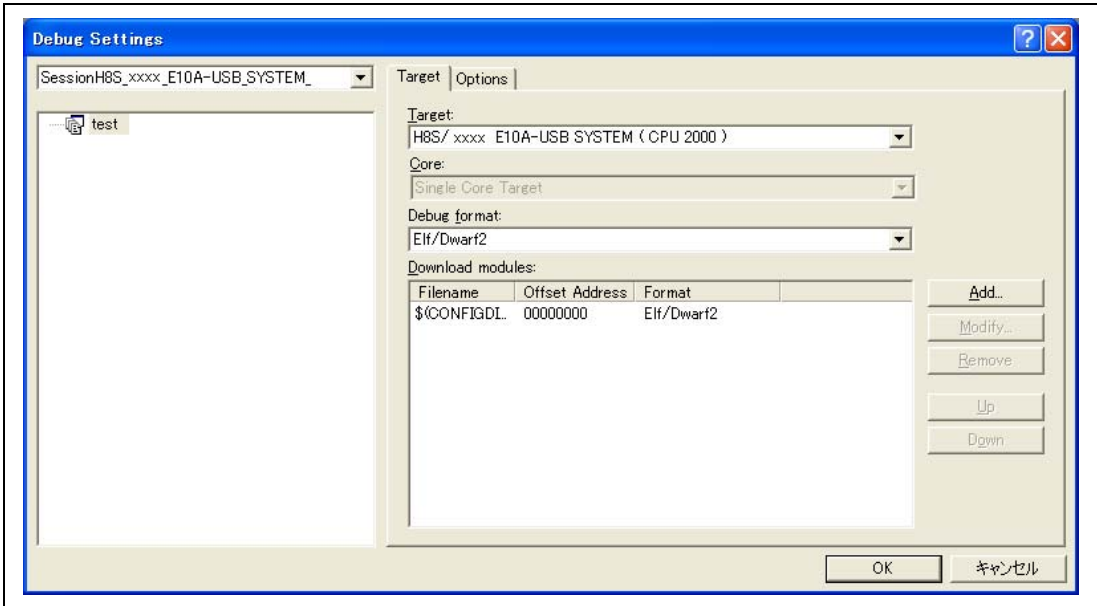 Debug Settings
SessionH8S_xxxx_E10A-USB_SYSTEM_
test
Target Options
Target:
H8S/ xxxx E10A-USB SYSTEM ( CPU 2000 )
Core:
Single Core Target
Debug format:
Elf/Dwarf2
Download modules:
Filename Offset Address Format
$(CONFIGDI... 00000000 Elf/Dwarf2
Add...
Modify...
Remove
Up
Down
OK キャンセル